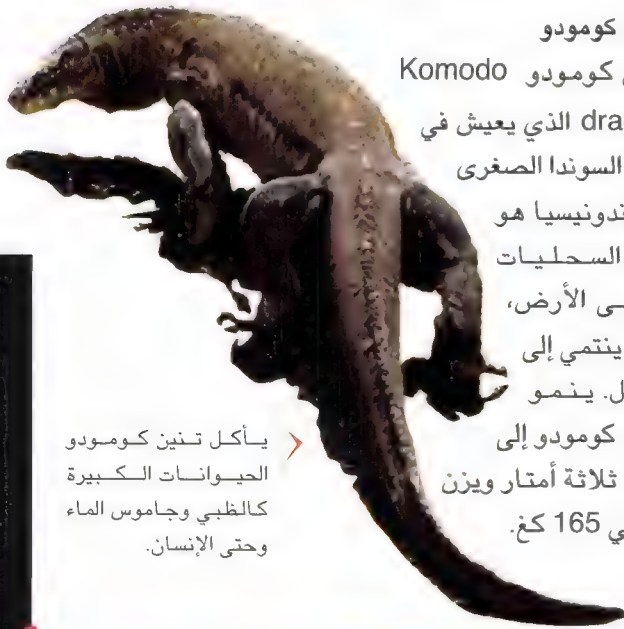 كومودو
كومودو Komodo
dra الذي يعيش في
السوندا الصغرى
ندونيسيا هو
السحليات
ـى الأرض،
ينتمي إلى
ل. ينمو
كومودو إلى
ثلاثة أمتار ويزن
ي 165 كغ.
يأكل تنين كومودو
الحيوانات الكبيرة
كالظبي وجاموس الماء
وحتى الإنسان.